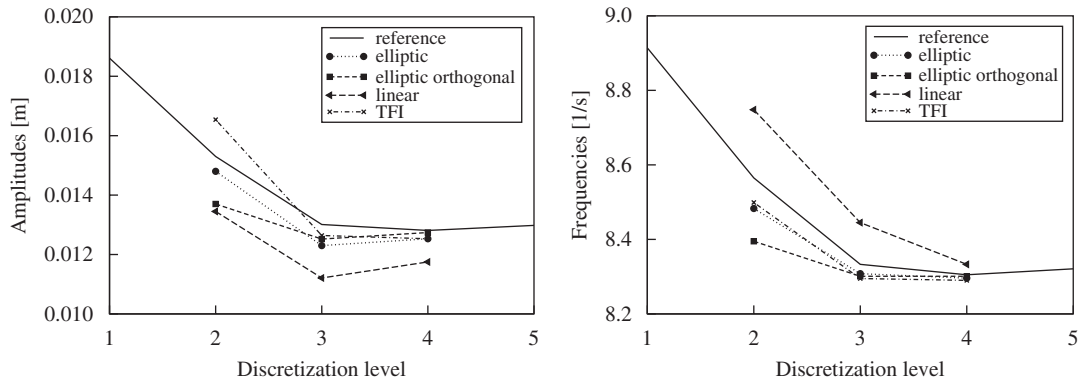 0.020
0.018
0.016
0.014
0.012
0.010
Amplitudes [m]
reference
elliptic
elliptic orthogonal
linear
TFI
1 2 3 4 5
Discretization level
9.0
8.8
8.6
8.4
8.2
Frequencies [1/s]
reference
elliptic
elliptic orthogonal
linear
TFI
1 2 3 4 5
Discretization level